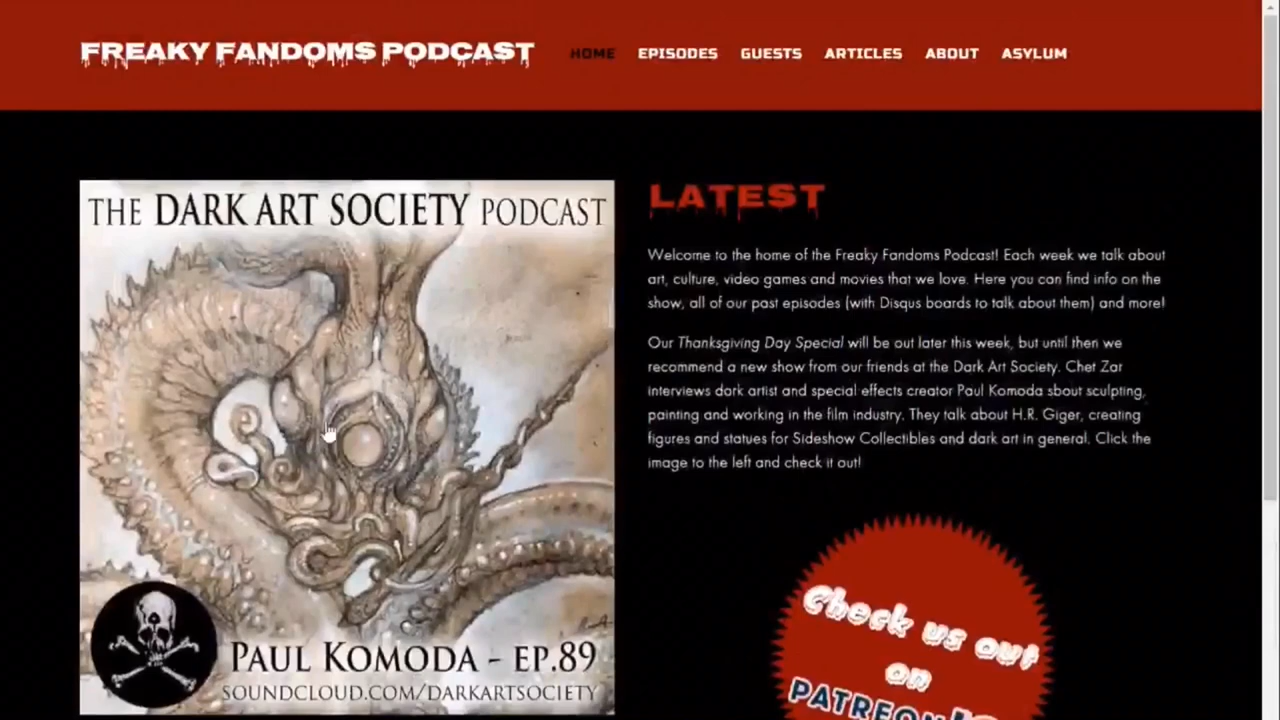 FREAKY FANDOMS PODCAST
HOME EPISODES GUESTS ARTICLES ABOUT ASYLUM
THE DARK ART SOCIETY PODCAST
PAUL KOMODA - EP.89
SOUNDCLOUD.COM/DARKARTSOCIETY
LATEST
Welcome to the home of the Freaky Fandoms Podcast! Each week we talk about
art, culture, video games and movies that we love. Here you can find info on the
show, all of our past episodes (with Disqus boards to talk about them) and more!
Our Thanksgiving Day Special will be out later this week, but until then we
recommend a new show from our friends at the Dark Art Society. Chet Zar
interviews dark artist and special effects creator Paul Komoda sbout sculpting,
painting and working in the film industry. They talk about H.R. Giger, creating
figures and statues for Sideshow Collectibles and dark art in general. Click the
image to the left and check it out!
Check us out
on
PATREON!